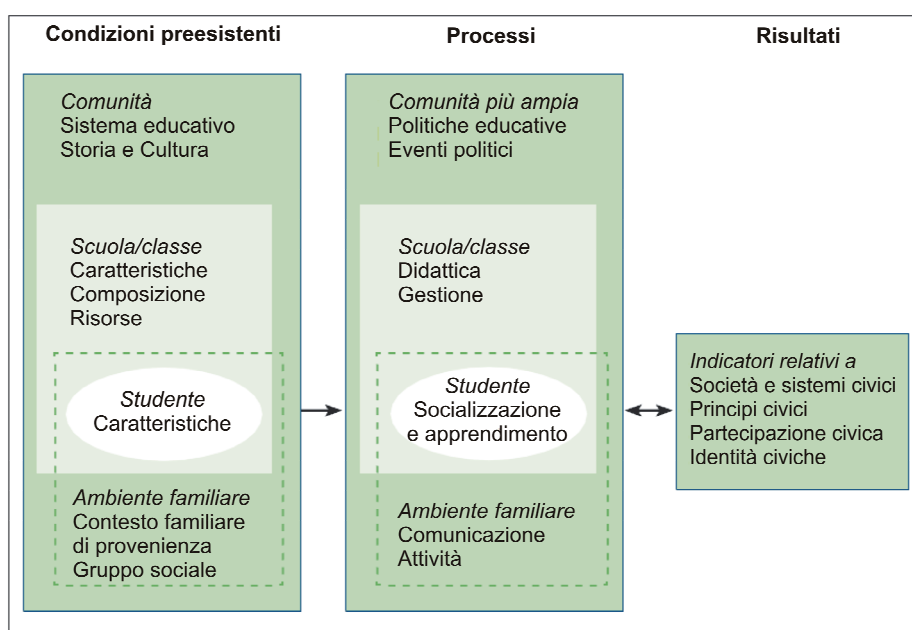 Condizioni preesistenti
Processi
Risultati
Comunità
Sistema educativo
Storia e Cultura
Scuola/classe
Caratteristiche
Composizione
Risorse
Studente
Caratteristiche
Ambiente familiare
Contesto familiare
di provenienza
Gruppo sociale
Comunità più ampia
Politiche educative
Eventi politici
Scuola/classe
Didattica
Gestione
Studente
Socializzazione
e apprendimento
Ambiente familiare
Comunicazione
Attività
Indicatori relativi a
Società e sistemi civici
Principi civici
Partecipazione civica
Identità civiche